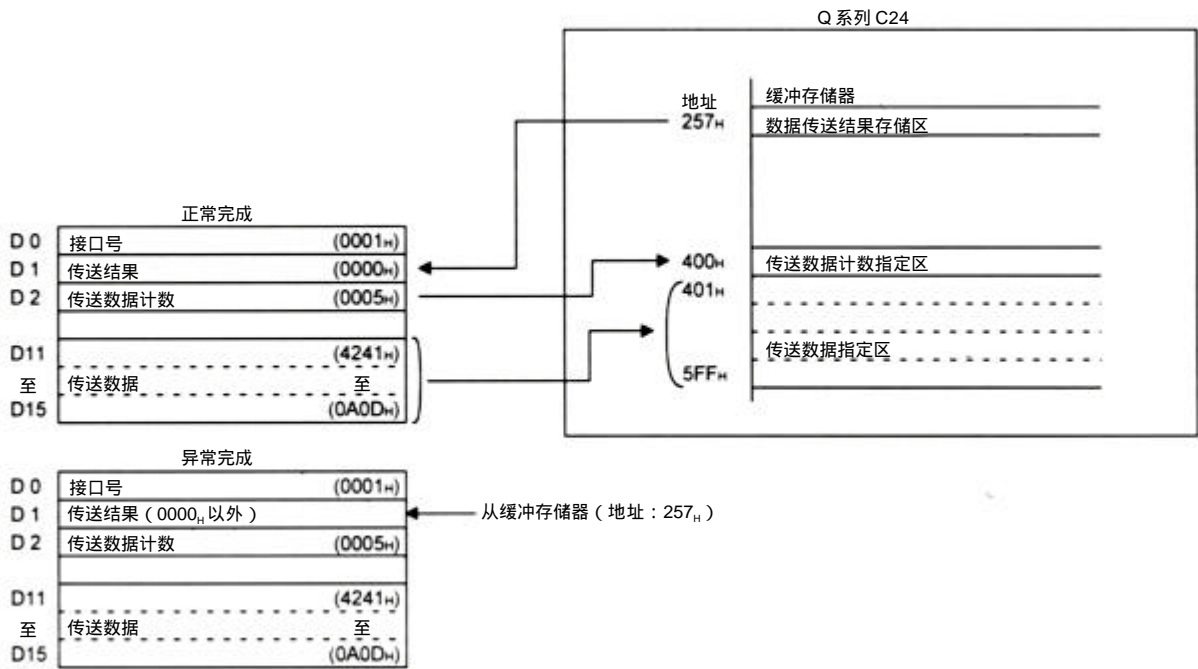 Q 系列 C24
地址
缓冲存储器
257H
数据传送结果存储区
正常完成
D 0 接口号 (0001H)
D 1 传送结果 (0000H)
D 2 传送数据计数 (0005H)
400H
传送数据计数指定区
401H
传送数据指定区
5FFH
D11 (4241H)
至 传送数据 至
D15 (0A0DH)
异常完成
D 0 接口号 (0001H)
D 1 传送结果（0000H 以外）
从缓冲存储器（地址：257H）
D 2 传送数据计数 (0005H)
D11 (4241H)
至 传送数据 至
D15 (0A0DH)